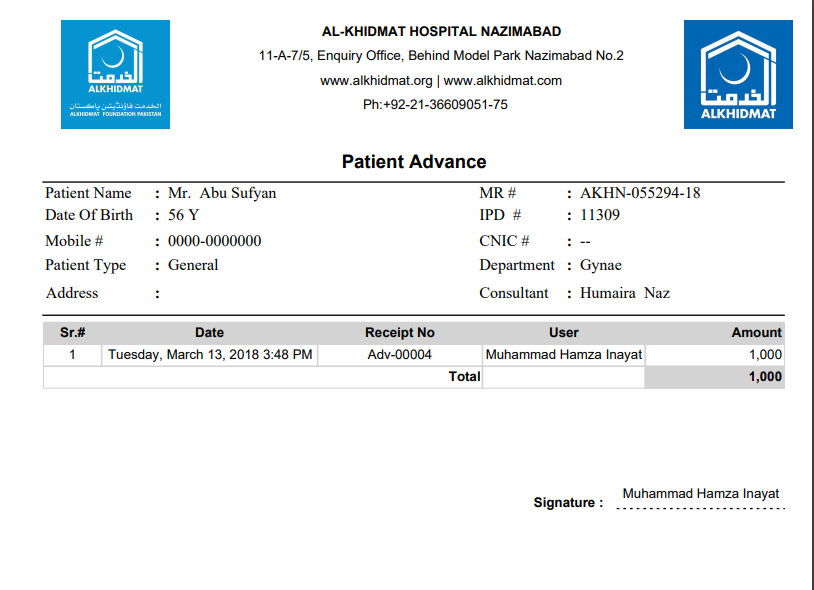 الخدمت
ALKHIDMAT
الخدمت فاؤنڈیشن پاکستان
ALKHIDMAT FOUNDATION PAKISTAN
AL-KHIDMAT HOSPITAL NAZIMABAD
11-A-7/5, Enquiry Office, Behind Model Park Nazimabad No.2
www.alkhidmat.org | www.alkhidmat.com
Ph:+92-21-36609051-75
الخدمت
ALKHIDMAT
Patient Advance
Patient Name : Mr. Abu Sufyan MR # : AKHN-055294-18
Date Of Birth : 56 Y IPD # : 11309
Mobile # : 0000-0000000 CNIC # : --
Patient Type : General Department : Gynae
Address : Consultant : Humaira Naz
Sr.# Date Receipt No User Amount
1 Tuesday, March 13, 2018 3:48 PM Adv-00004 Muhammad Hamza Inayat 1,000
Total 1,000
Signature : Muhammad Hamza Inayat